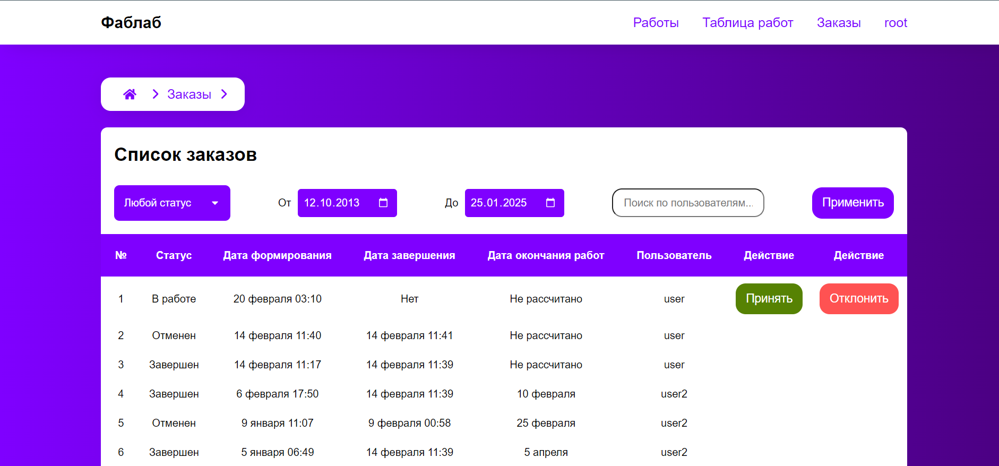 Фаблаб Работы Таблица работ Заказы root
Заказы
Список заказов
Любой статус От 12.10.2013 До 25.01.2025 Поиск по пользователям... Применить
№ Статус Дата формирования Дата завершения Дата окончания работ Пользователь Действие Действие
1 В работе 20 февраля 03:10 Нет Не рассчитано user Принять Отклонить
2 Отменен 14 февраля 11:40 14 февраля 11:41 Не рассчитано user
3 Завершен 14 февраля 11:17 14 февраля 11:39 Не рассчитано user
4 Завершен 6 февраля 17:50 14 февраля 11:39 10 февраля user2
5 Отменен 9 января 11:07 9 февраля 00:58 25 февраля user2
6 Завершен 5 января 06:49 14 февраля 11:39 5 апреля user2